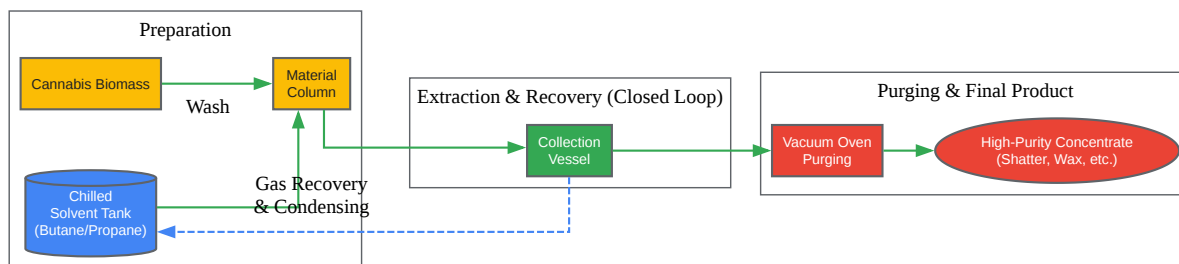 Preparation
Cannabis Biomass
Wash
Material
Column
Chilled
Solvent Tank
(Butane/Propane)
Gas Recovery
& Condensing
Extraction & Recovery (Closed Loop)
Collection
Vessel
Purging & Final Product
Vacuum Oven
Purging
High-Purity Concentrate
(Shatter, Wax, etc.)